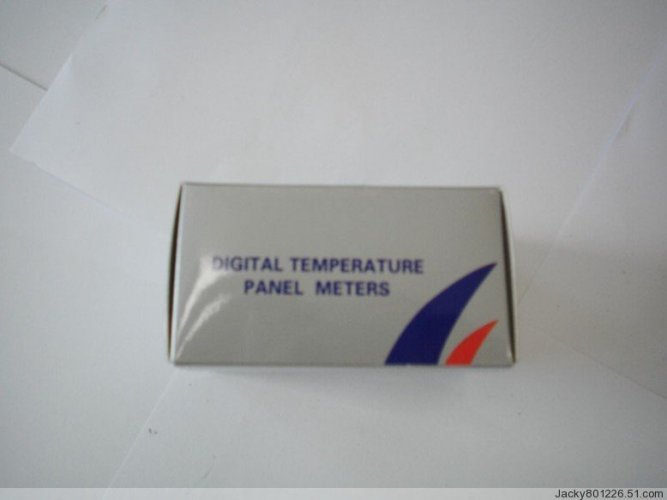 DIGITAL TEMPERATURE
PANEL METERS
Jacky801226.51.com